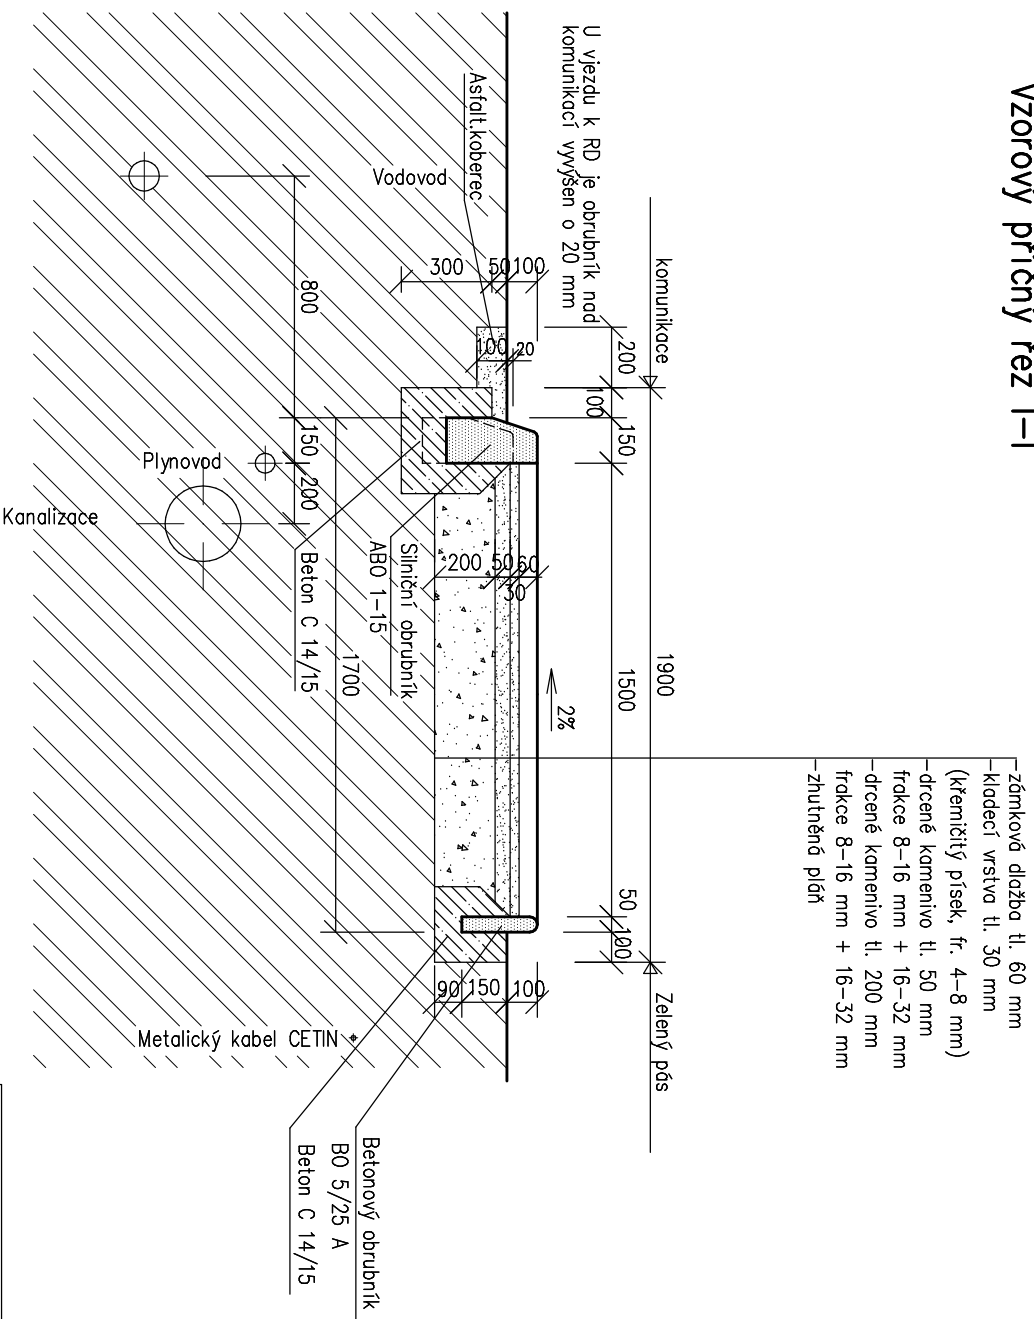 Vzorový příčný řez I-I
-zámková dlažba tl. 60 mm
-kladecí vrstva tl. 30 mm
(křemičitý písek, fr. 4-8 mm)
-drcené kamenivo tl. 50 mm
frakce 8-16 mm + 16-32 mm
-drcené kamenivo tl. 200 mm
frakce 8-16 mm + 16-32 mm
-zhutněná pláň
komunikace
1900
Zelený pás
200
100
150
1500
50
100
U vjezdu k RD je obrubník nad
komunikací vyvýšen o 20 mm
2%
Asfalt.koberec
300
50
100
100
20
200
50
60
30
90
150
100
Vodovod
Silniční obrubník
ABO 1-15
Beton C 14/15
1700
800
150
200
Plynovod
Kanalizace
Metalický kabel CETIN
Betonový obrubník
BO 5/25 A
Beton C 14/15